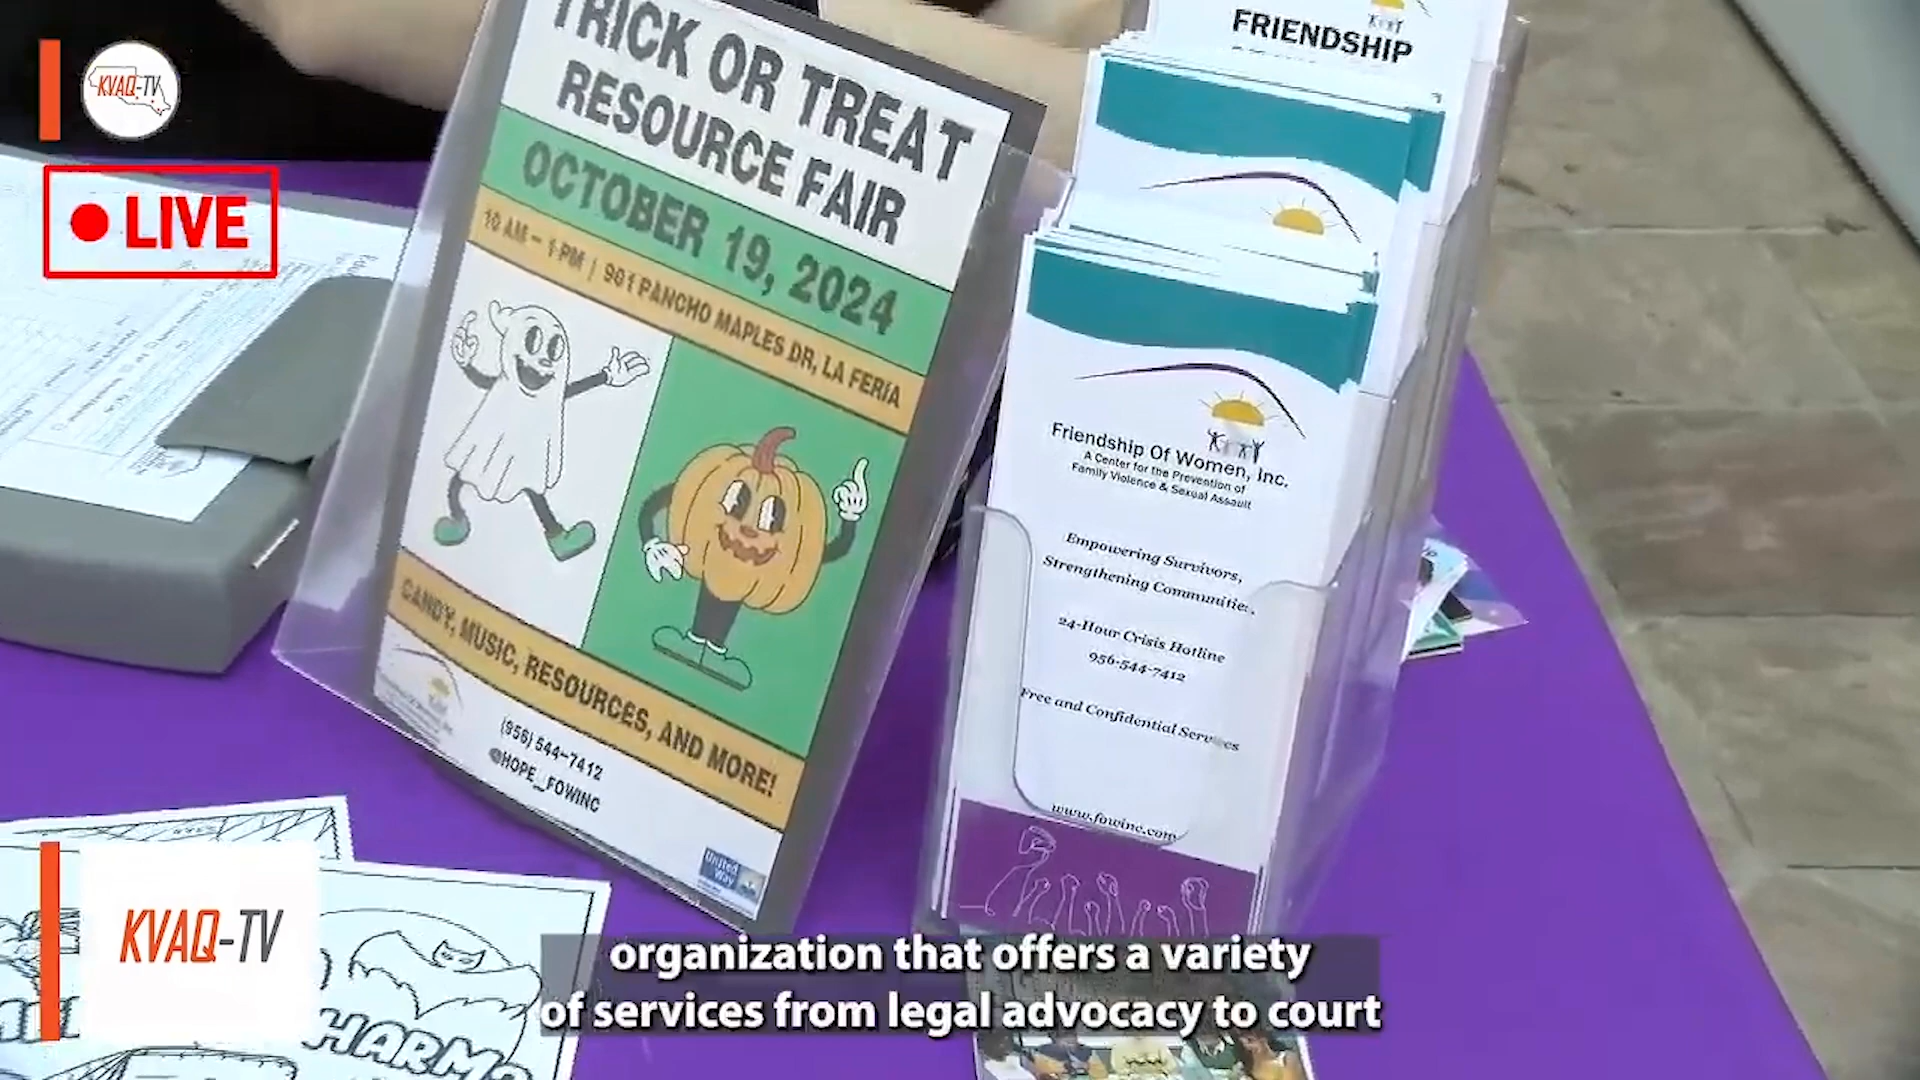 KVAQ-TV
LIVE
TRICK OR TREAT
RESOURCE FAIR
OCTOBER 19, 2024
10 AM - 1 PM | 901 PANCHO MAPLES DR, LA FERIA
CANDY, MUSIC, RESOURCES, AND MORE!
(956) 544-7412
@HOPE_FOWINC
United
Way
FRIENDSHIP
Friendship Of Women, Inc.
A Center for the Prevention of
Family Violence & Sexual Assault
Empowering Survivors,
Strengthening Communities.
24-Hour Crisis Hotline
956-544-7412
Free and Confidential Services
www.fowinc.com
KVAQ-TV
organization that offers a variety
of services from legal advocacy to court